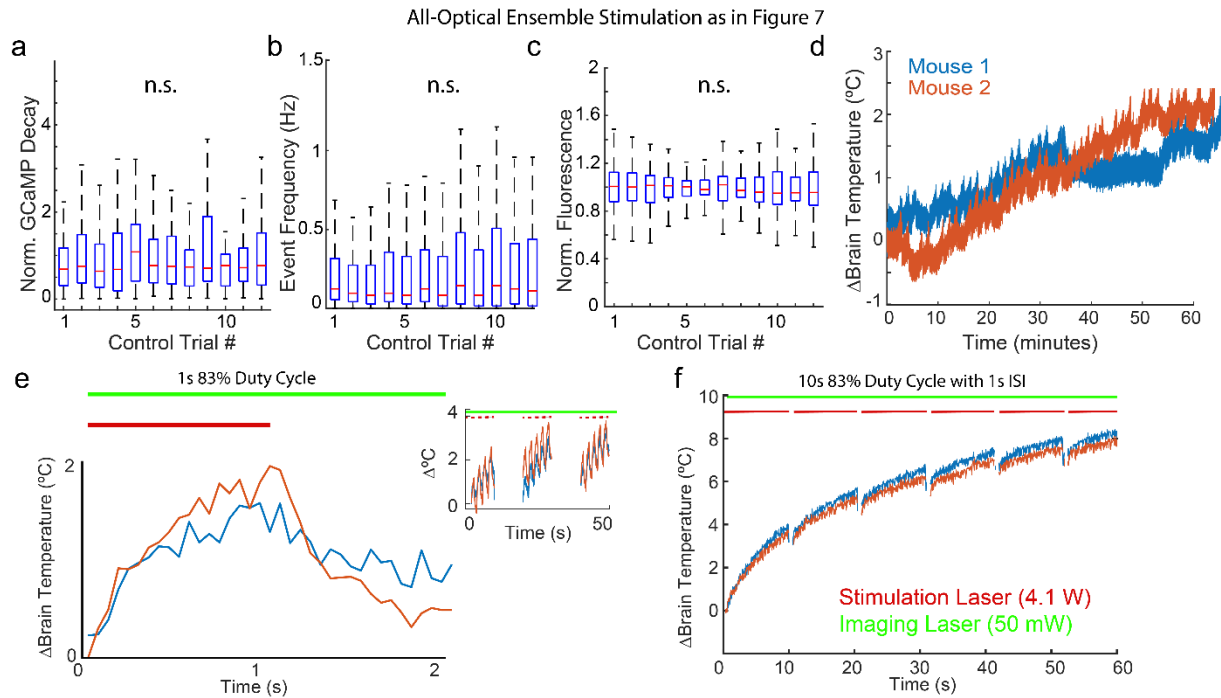 All-Optical Ensemble Stimulation as in Figure 7
a
n.s.
Norm. GCaMP Decay
0
2
4
1
5
10
Control Trial #
b
n.s.
Event Frequency (Hz)
0
0.5
1
1.5
1
5
10
Control Trial #
c
n.s.
Norm. Fluorescence
0
0.4
0.8
1.2
1.6
2
1
5
10
Control Trial #
d
Mouse 1
Mouse 2
ΔBrain Temperature (ºC)
-1
0
1
2
3
0
10
20
30
40
50
60
Time (minutes)
e
1s 83% Duty Cycle
ΔBrain Temperature (ºC)
0
2
0
1
2
Time (s)
ΔºC
0
2
4
0
50
Time (s)
f
10s 83% Duty Cycle with 1s ISI
ΔBrain Temperature (ºC)
0
2
4
6
8
10
0
10
20
30
40
50
60
Time (s)
Stimulation Laser (4.1 W)
Imaging Laser (50 mW)